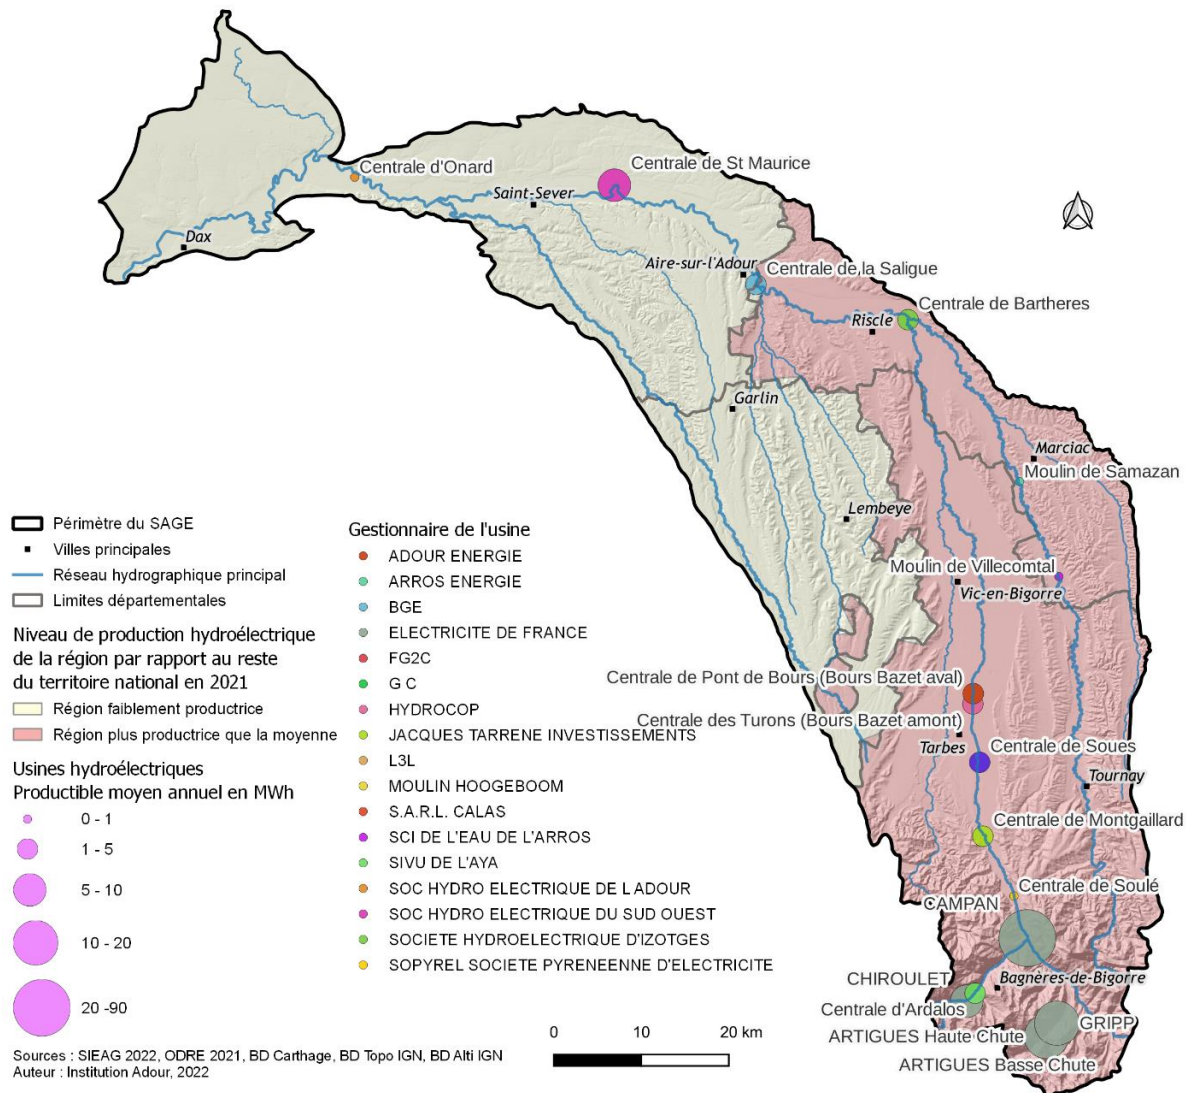 Centrale d'Onard
Centrale de St Maurice
Saint-Sever
Dax
Aire-sur-l'Adour
Centrale de la Saligue
Centrale de Bartheres
Riscle
Garlin
Marciac
Moulin de Samazan
Lembeye
Moulin de Villecomtal
Vic-en-Bigorre
Centrale de Pont de Bours (Bours Bazet aval)
Centrale des Turons (Bours Bazet amont)
Tarbes
Centrale de Soues
Tournay
Centrale de Montgaillard
Centrale de Soulé
CAMPAN
CHIROULET
Bagnères-de-Bigorre
Centrale d'Ardalos
GRIPP
ARTIGUES Haute Chute
ARTIGUES Basse Chute
Périmètre du SAGE
Villes principales
Réseau hydrographique principal
Limites départementales
Niveau de production hydroélectrique
de la région par rapport au reste
du territoire national en 2021
Région faiblement productrice
Région plus productrice que la moyenne
Usines hydroélectriques
Productible moyen annuel en MWh
0 - 1
1 - 5
5 - 10
10 - 20
20 -90
Gestionnaire de l'usine
ADOUR ENERGIE
ARROS ENERGIE
BGE
ELECTRICITE DE FRANCE
FG2C
G C
HYDROCOP
JACQUES TARRENE INVESTISSEMENTS
L3L
MOULIN HOOGEBOOM
S.A.R.L. CALAS
SCI DE L'EAU DE L'ARROS
SIVU DE L'AYA
SOC HYDRO ELECTRIQUE DE L ADOUR
SOC HYDRO ELECTRIQUE DU SUD OUEST
SOCIETE HYDROELECTRIQUE D'IZOTGES
SOPYREL SOCIETE PYRENEENNE D'ELECTRICITE
0 10 20 km
Sources : SIEAG 2022, ODRE 2021, BD Carthage, BD Topo IGN, BD Alti IGN
Auteur : Institution Adour, 2022